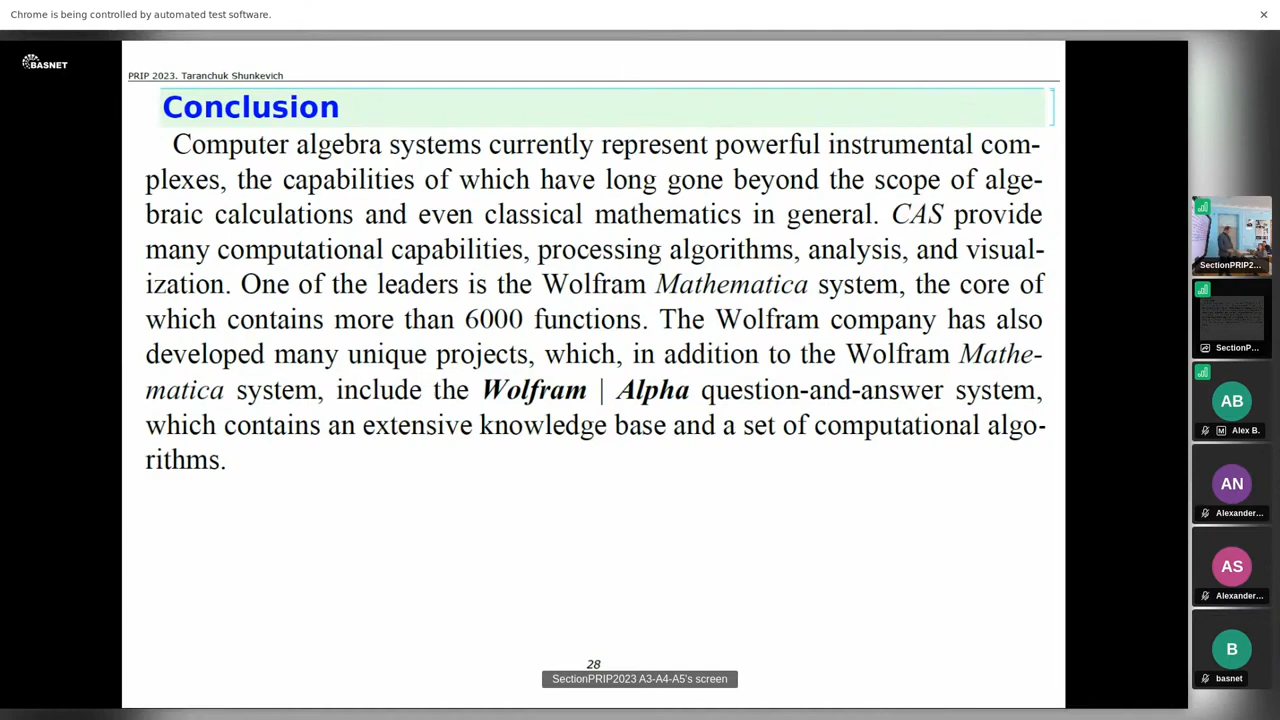 Chrome is being controlled by automated test software.
BASNET
PRIP 2023. Taranchuk Shunkevich
Conclusion
Computer algebra systems currently represent powerful instrumental com-
plexes, the capabilities of which have long gone beyond the scope of alge-
braic calculations and even classical mathematics in general. CAS provide
many computational capabilities, processing algorithms, analysis, and visual-
ization. One of the leaders is the Wolfram Mathematica system, the core of
which contains more than 6000 functions. The Wolfram company has also
developed many unique projects, which, in addition to the Wolfram Mathe-
matica system, include the Wolfram | Alpha question-and-answer system,
which contains an extensive knowledge base and a set of computational algo-
rithms.
28
SectionPRIP2023 A3-A4-A5's screen
SectionPRIP2...
SectionP...
AB
M Alex B.
AN
Alexander...
AS
Alexander...
B
basnet